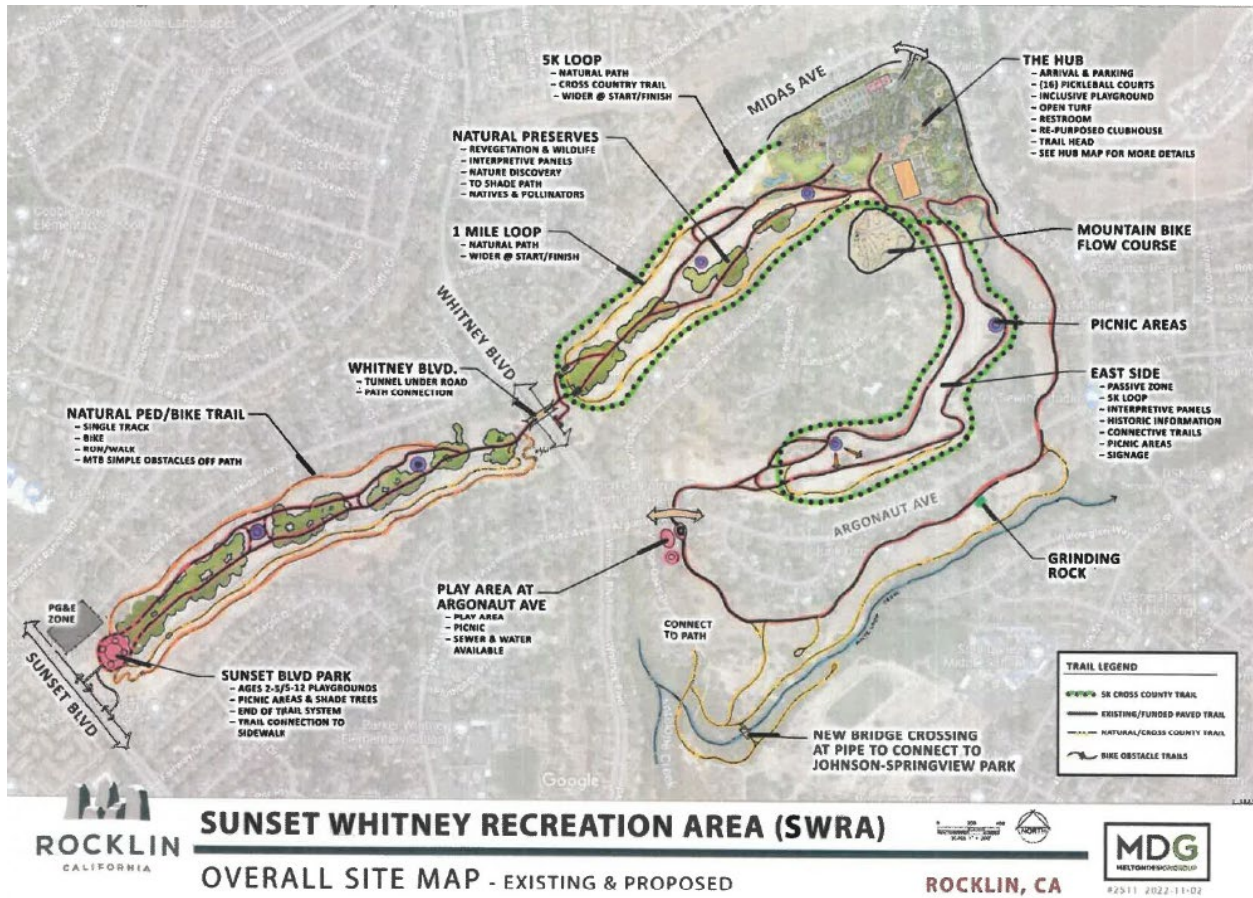 5K LOOP
– NATURAL PATH
– CROSS COUNTRY TRAIL
– WIDER @ START/FINISH
MIDAS AVE
THE HUB
– ARRIVAL & PARKING
– (16) PICKLEBALL COURTS
– INCLUSIVE PLAYGROUND
– OPEN TURF
– RESTROOM
– RE-PURPOSED CLUBHOUSE
– TRAIL HEAD
– SEE HUB MAP FOR MORE DETAILS
NATURAL PRESERVES
– REVEGETATION & WILDLIFE
– INTERPRETIVE PANELS
– NATURE DISCOVERY
– TO SHADE PATH
– NATIVES & POLLINATORS
1 MILE LOOP
– NATURAL PATH
– WIDER @ START/FINISH
MOUNTAIN BIKE
FLOW COURSE
WHITNEY BLVD
PICNIC AREAS
WHITNEY BLVD.
– TUNNEL UNDER ROAD
– PATH CONNECTION
EAST SIDE
– PASSIVE ZONE
– 5K LOOP
– INTERPRETIVE PANELS
– HISTORIC INFORMATION
– CONNECTIVE TRAILS
– PICNIC AREAS
– SIGNAGE
NATURAL PED/BIKE TRAIL
– SINGLE TRACK
– BIKE
– RUN/WALK
– MTB SIMPLE OBSTACLES OFF PATH
ARGONAUT AVE
GRINDING
ROCK
PLAY AREA AT
ARGONAUT AVE
– PLAY AREA
– PICNIC
– SEWER & WATER
AVAILABLE
CONNECT
TO PATH
PG&E
ZONE
SUNSET BLVD
SUNSET BLVD PARK
– AGES 2-5/5-12 PLAYGROUNDS
– PICNIC AREAS & SHADE TREES
– END OF TRAIL SYSTEM
– TRAIL CONNECTION TO
SIDEWALK
NEW BRIDGE CROSSING
AT PIPE TO CONNECT TO
JOHNSON-SPRINGVIEW PARK
TRAIL LEGEND
5K CROSS COUNTY TRAIL
EXISTING/FUNDED PAVED TRAIL
NATURAL/CROSS COUNTY TRAIL
BIKE OBSTACLE TRAILS
Google
ROCKLIN
CALIFORNIA
SUNSET WHITNEY RECREATION AREA (SWRA)
OVERALL SITE MAP - EXISTING & PROPOSED
NORTH
ROCKLIN, CA
MDG
MELTONDESIGNGROUP
#2511 2022-11-02